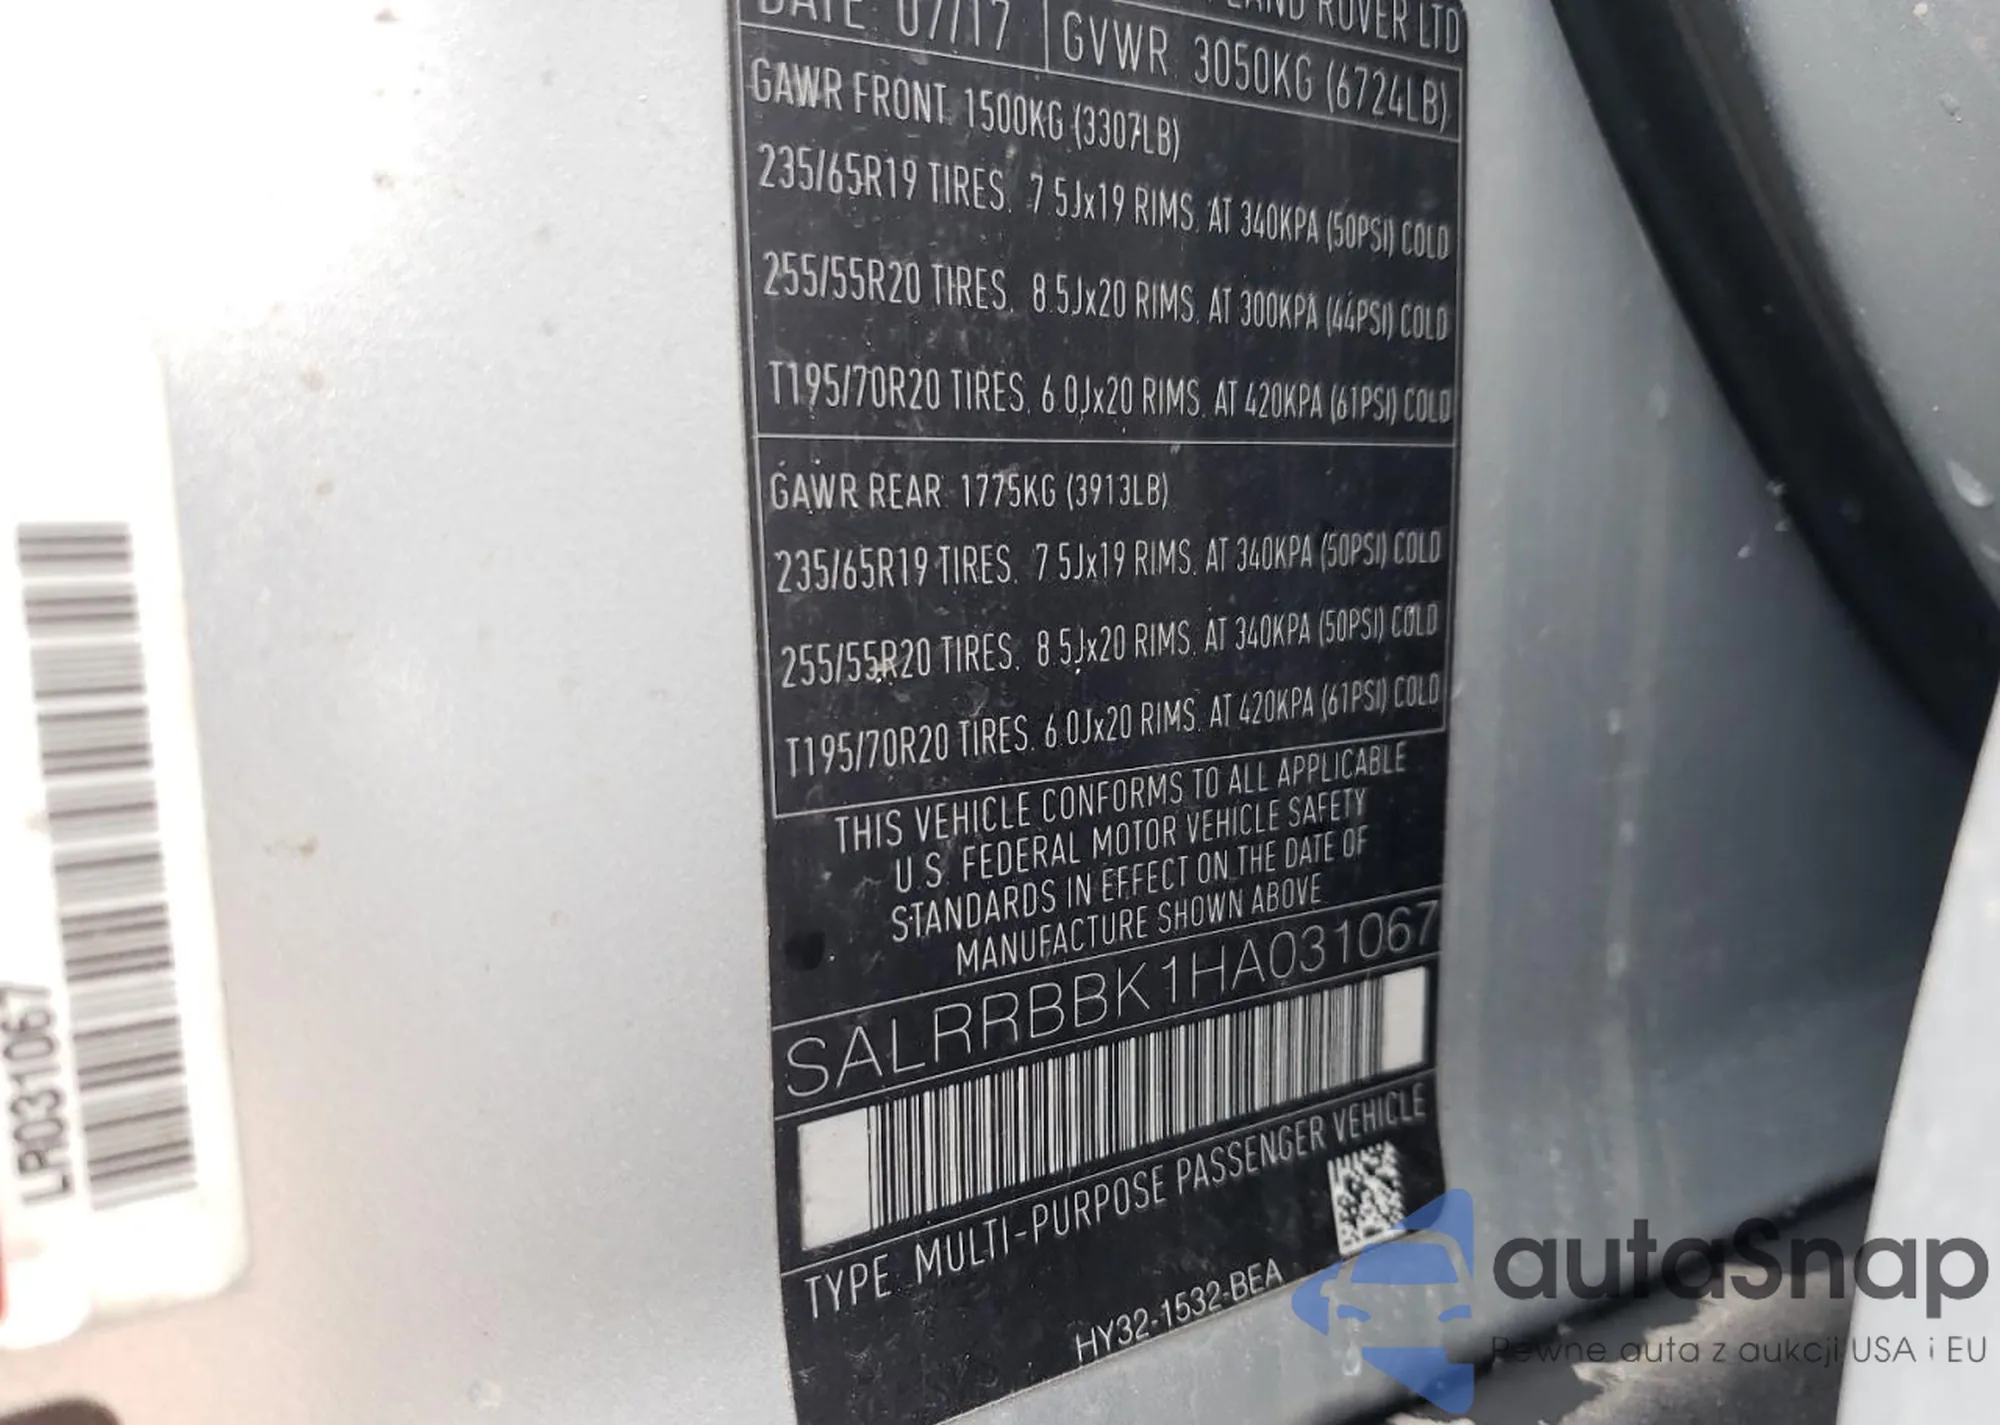 LAND ROVER LTD
DATE: 07/17 GVWR 3050KG (6724LB)
GAWR FRONT 1500KG (3307LB)
235/65R19 TIRES. 7.5Jx19 RIMS. AT 340KPA (50PSI) COLD
255/55R20 TIRES. 8.5Jx20 RIMS. AT 300KPA (44PSI) COLD
T195/70R20 TIRES. 6.0Jx20 RIMS. AT 420KPA (61PSI) COLD
GAWR REAR 1775KG (3913LB)
235/65R19 TIRES. 7.5Jx19 RIMS. AT 340KPA (50PSI) COLD
255/55R20 TIRES. 8.5Jx20 RIMS. AT 340KPA (50PSI) COLD
T195/70R20 TIRES. 6.0Jx20 RIMS. AT 420KPA (61PSI) COLD
THIS VEHICLE CONFORMS TO ALL APPLICABLE
U.S. FEDERAL MOTOR VEHICLE SAFETY
STANDARDS IN EFFECT ON THE DATE OF
MANUFACTURE SHOWN ABOVE
SALRRBBK1HA031067
TYPE MULTI-PURPOSE PASSENGER VEHICLE
HY32-1532-BEA
LR031067
autaSnap
Pewne auta z aukcji USA i EU